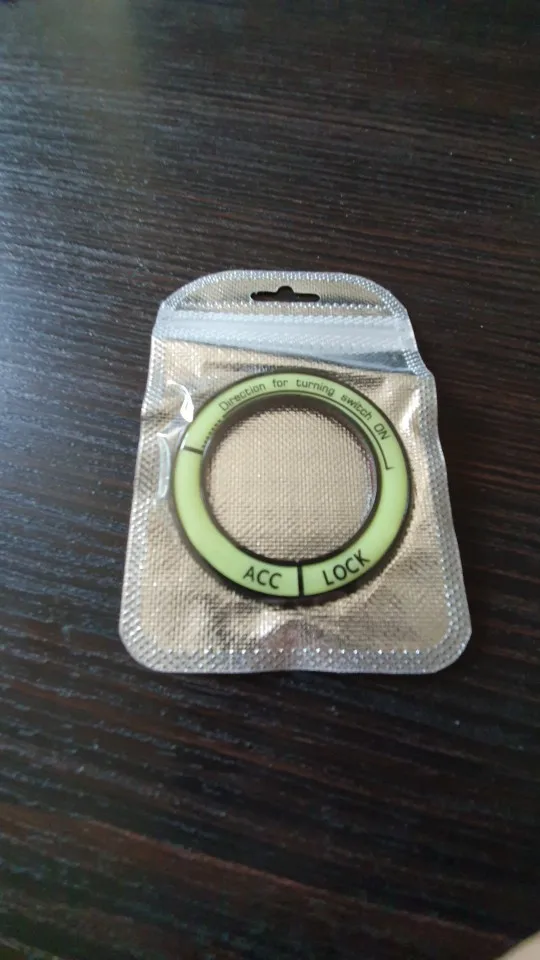 Direction for turning switch ON
ACC
LOCK